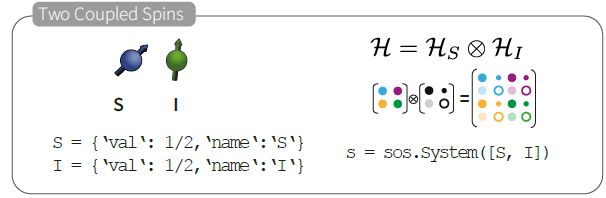 Two Coupled Spins
S I
S = {‘val‘: 1/2,‘name‘:‘S‘}
I = {‘val‘: 1/2,‘name‘:‘I‘}
ℋ = ℋ_S ⊗ ℋ_I
⊗ =
s = sos.System([S, I])